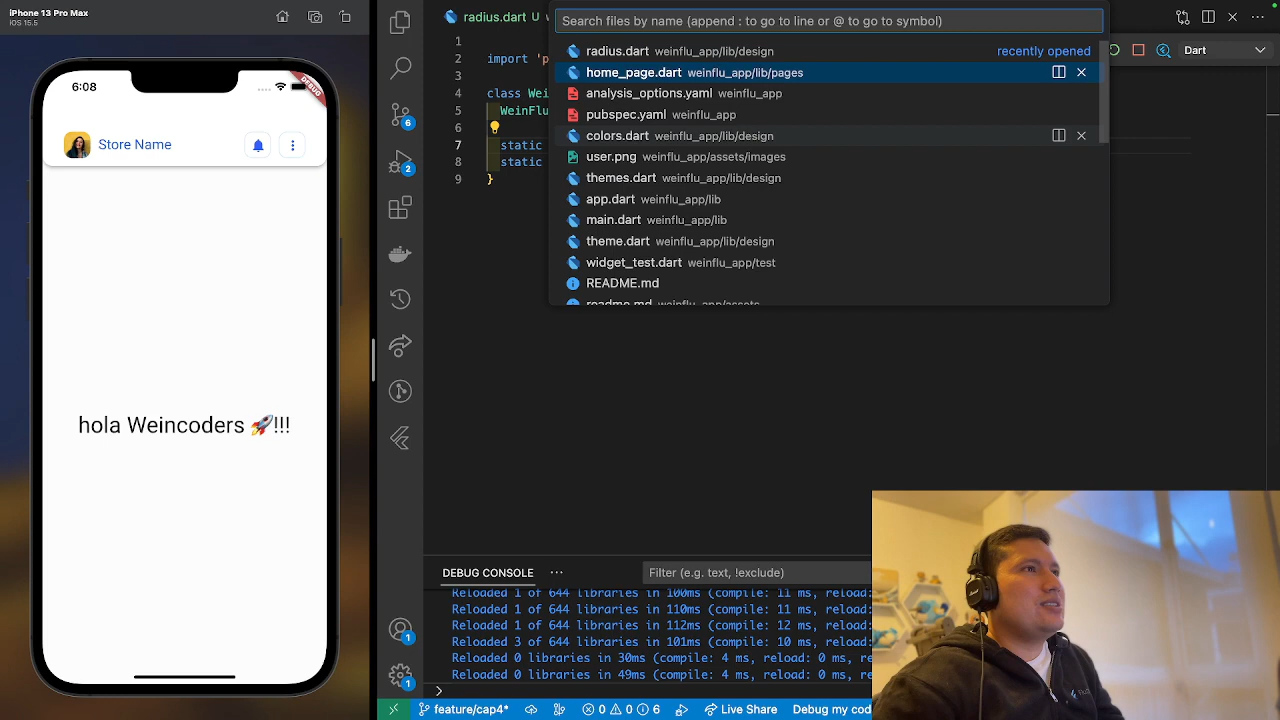 iPhone 13 Pro Max
iOS 15.5
6:08
DEBUG
Store Name
hola Weincoders 🚀!!!
radius.dart U
Search files by name (append : to go to line or @ to go to symbol)
radius.dart weinflu_app/lib/design recently opened
home_page.dart weinflu_app/lib/pages
analysis_options.yaml weinflu_app
pubspec.yaml weinflu_app
colors.dart weinflu_app/lib/design
user.png weinflu_app/assets/images
themes.dart weinflu_app/lib/design
app.dart weinflu_app/lib
main.dart weinflu_app/lib
theme.dart weinflu_app/lib/design
widget_test.dart weinflu_app/test
README.md
readme.md weinflu_app/assets
Dart
1
2 import 'p
3
4 class Wei
5 WeinFlu
6
7 static
8 static
9 }
6
2
1
1
DEBUG CONSOLE ...
Filter (e.g. text, !exclude)
Reloaded 1 of 644 libraries in 100ms (compile: 11 ms, reload:
Reloaded 1 of 644 libraries in 110ms (compile: 11 ms, reload:
Reloaded 1 of 644 libraries in 112ms (compile: 12 ms, reload:
Reloaded 3 of 644 libraries in 101ms (compile: 10 ms, reload:
Reloaded 0 libraries in 30ms (compile: 4 ms, reload: 0 ms, re
Reloaded 0 libraries in 49ms (compile: 4 ms, reload: 0 ms, re
>
feature/cap4* 0 0 6 Live Share Debug my cod